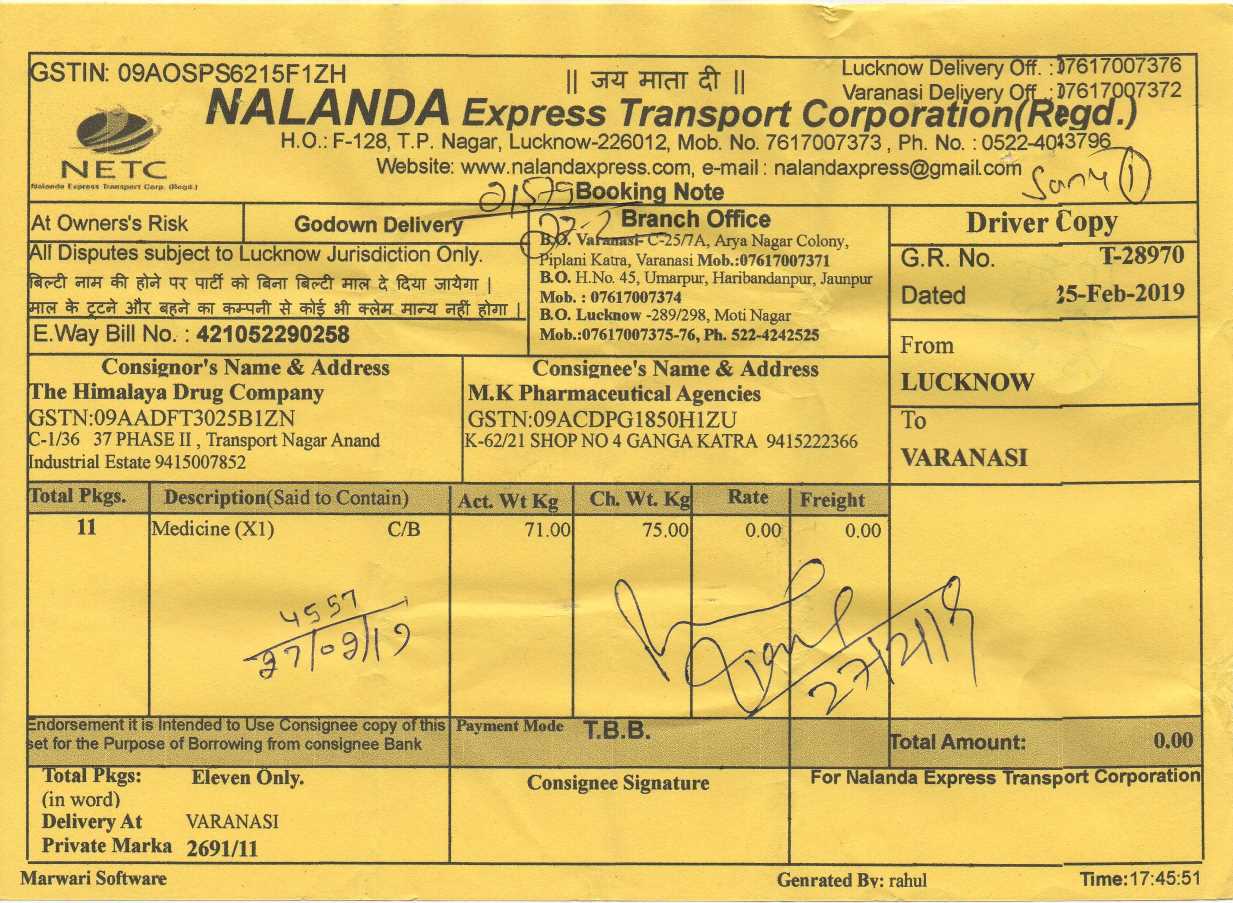 GSTIN: 09AOSPS6215F1ZH
|| जय माता दी ||
Lucknow Delivery Off. :07617007376
Varanasi Delivery Off. :07617007372
NALANDA Express Transport Corporation(Regd.)
H.O.: F-128, T.P. Nagar, Lucknow-226012, Mob. No. 7617007373 , Ph. No. : 0522-4043796
Website: www.nalandaxpress.com, e-mail : nalandaxpress@gmail.com
NETC
Nalanda Express Transport Corp. (Regd.)
21579
Booking Note
At Owners's Risk
Godown Delivery
All Disputes subject to Lucknow Jurisdiction Only.
बिल्टी नाम की होने पर पार्टी को बिना बिल्टी माल दे दिया जायेगा |
माल के टूटने और बहने का कम्पनी से कोई भी क्लेम मान्य नहीं होगा |
E.Way Bill No. : 421052290258
Branch Office
B.O. Varanasi- C-25/7A, Arya Nagar Colony,
Piplani Katra, Varanasi Mob.:07617007371
B.O. H.No. 45, Umarpur, Haribandanpur, Jaunpur
Mob. : 07617007374
B.O. Lucknow -289/298, Moti Nagar
Mob.:07617007375-76, Ph. 522-4242525
Driver Copy
G.R. No. T-28970
Dated 25-Feb-2019
From
LUCKNOW
To
VARANASI
Consignor's Name & Address
The Himalaya Drug Company
GSTN:09AADFT3025B1ZN
C-1/36 37 PHASE II , Transport Nagar Anand
Industrial Estate 9415007852
Consignee's Name & Address
M.K Pharmaceutical Agencies
GSTN:09ACDPG1850H1ZU
K-62/21 SHOP NO 4 GANGA KATRA 9415222366
Total Pkgs. Description(Said to Contain) Act. Wt Kg Ch. Wt. Kg Rate Freight
11 Medicine (X1) C/B 71.00 75.00 0.00 0.00
4557
27/02/19
27/2/19
Endorsement it is Intended to Use Consignee copy of this
set for the Purpose of Borrowing from consignee Bank
Payment Mode T.B.B.
Total Amount: 0.00
Total Pkgs: Eleven Only.
(in word)
Delivery At VARANASI
Private Marka 2691/11
Consignee Signature
For Nalanda Express Transport Corporation
Marwari Software
Genrated By: rahul
Time:17:45:51